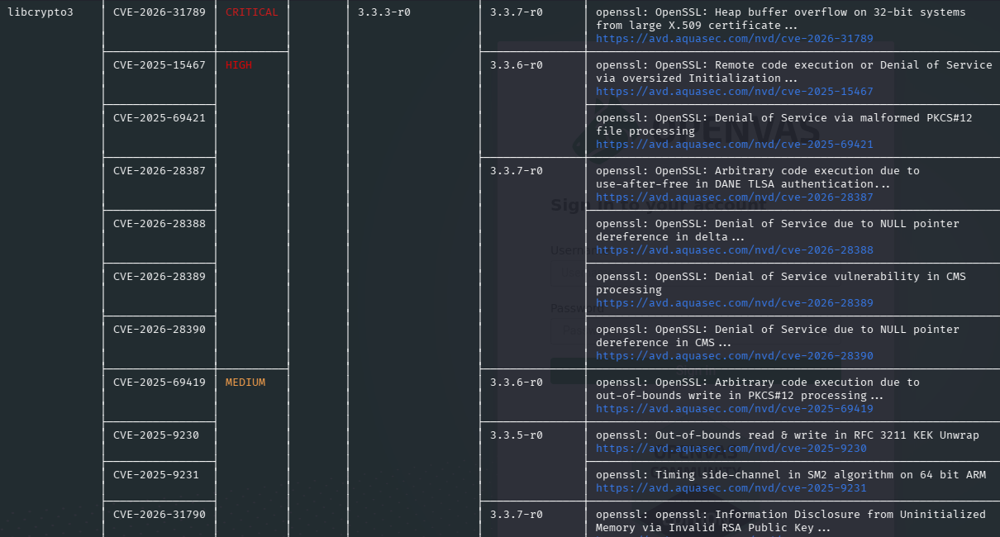 libcrypto3 CVE-2026-31789 CRITICAL 3.3.3-r0 3.3.7-r0 openssl: OpenSSL: Heap buffer overflow on 32-bit systems
from large X.509 certificate...
https://avd.aquasec.com/nvd/cve-2026-31789
CVE-2025-15467 HIGH 3.3.6-r0 openssl: OpenSSL: Remote code execution or Denial of Service
via oversized Initialization...
https://avd.aquasec.com/nvd/cve-2025-15467
CVE-2025-69421 openssl: OpenSSL: Denial of Service via malformed PKCS#12
file processing
https://avd.aquasec.com/nvd/cve-2025-69421
CVE-2026-28387 3.3.7-r0 openssl: OpenSSL: Arbitrary code execution due to
use-after-free in DANE TLSA authentication...
https://avd.aquasec.com/nvd/cve-2026-28387
CVE-2026-28388 openssl: OpenSSL: Denial of Service due to NULL pointer
dereference in delta...
https://avd.aquasec.com/nvd/cve-2026-28388
CVE-2026-28389 openssl: OpenSSL: Denial of Service vulnerability in CMS
processing
https://avd.aquasec.com/nvd/cve-2026-28389
CVE-2026-28390 openssl: OpenSSL: Denial of Service due to NULL pointer
dereference in CMS...
https://avd.aquasec.com/nvd/cve-2026-28390
CVE-2025-69419 MEDIUM 3.3.6-r0 openssl: OpenSSL: Arbitrary code execution due to
out-of-bounds write in PKCS#12 processing...
https://avd.aquasec.com/nvd/cve-2025-69419
CVE-2025-9230 3.3.5-r0 openssl: Out-of-bounds read & write in RFC 3211 KEK Unwrap
https://avd.aquasec.com/nvd/cve-2025-9230
CVE-2025-9231 openssl: Timing side-channel in SM2 algorithm on 64 bit ARM
https://avd.aquasec.com/nvd/cve-2025-9231
CVE-2026-31790 3.3.7-r0 openssl: openssl: Information Disclosure from Uninitialized
Memory via Invalid RSA Public Key...
OPENVAS
Sign in to your account
Sign in
OPENVAS